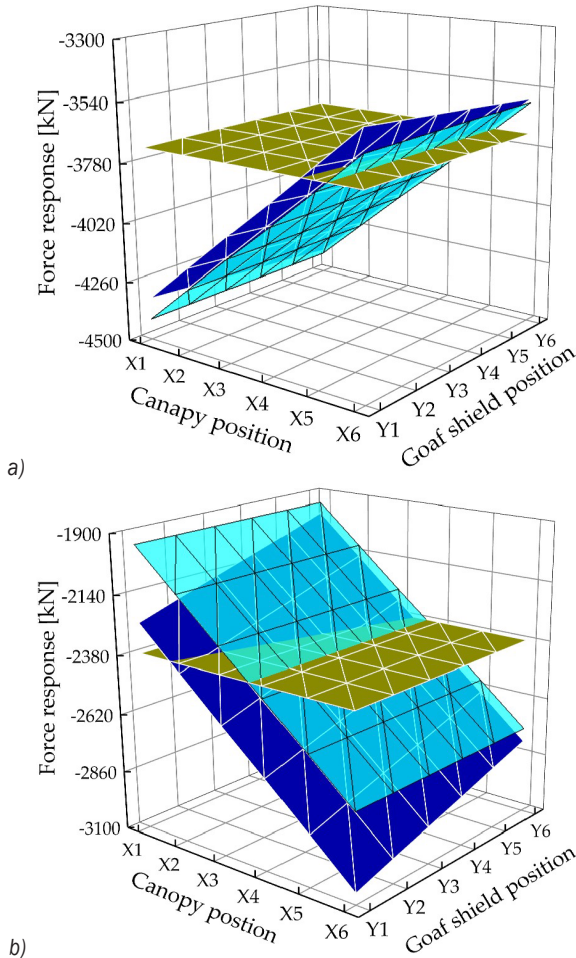 -3300
-3540
-3780
-4020
-4260
-4500
Force response [kN]
X1
X2
X3
X4
X5
X6
Canapy position
Y1
Y2
Y3
Y4
Y5
Y6
Goaf shield position
a)
-1900
-2140
-2380
-2620
-2860
-3100
Force response [kN]
X1
X2
X3
X4
X5
X6
Canapy postion
Y1
Y2
Y3
Y4
Y5
Y6
Goaf shield position
b)